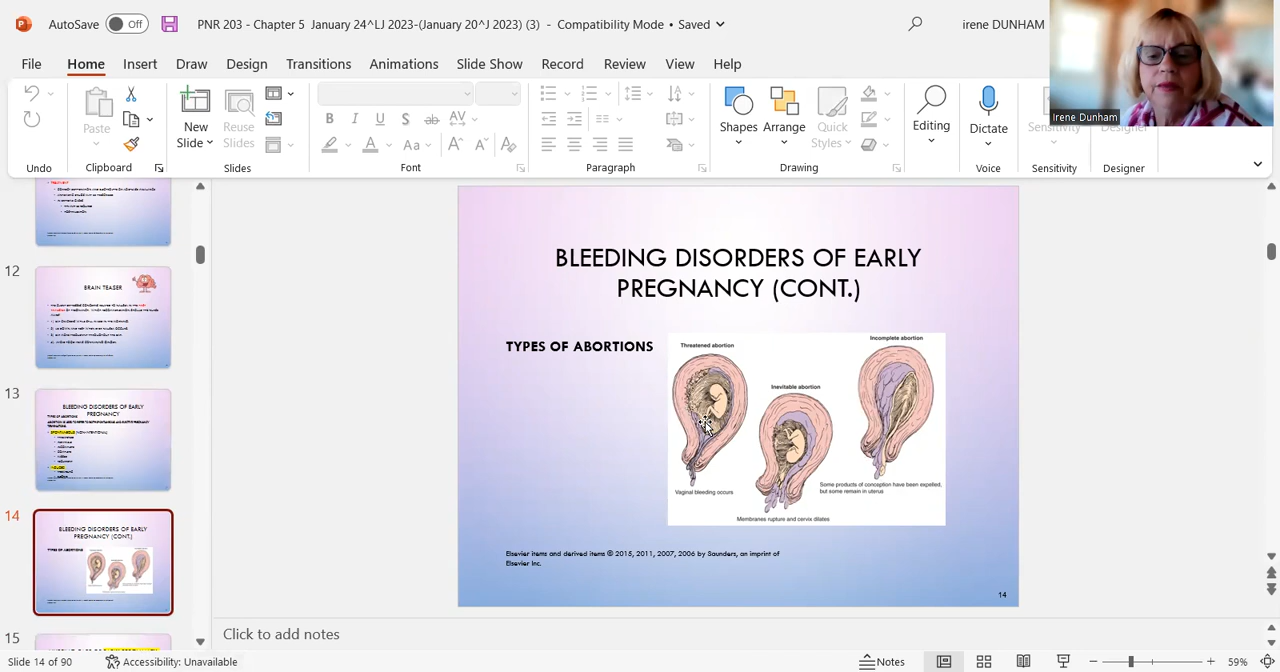 AutoSave Off PNR 203 - Chapter 5 January 24^LJ 2023-(January 20^J 2023) (3) - Compatibility Mode • Saved irene DUNHAM
File Home Insert Draw Design Transitions Animations Slide Show Record Review View Help
Irene Dunham
Paste New Slide Reuse Slides Shapes Arrange Quick Styles Editing Dictate Sensitivity Designer
Undo Clipboard Slides Font Paragraph Drawing Voice Sensitivity Designer
12
BRAIN TEASER
13
BLEEDING DISORDERS OF EARLY
PREGNANCY
TYPES OF ABORTIONS
14
BLEEDING DISORDERS OF EARLY
PREGNANCY (CONT.)
TYPES OF ABORTIONS
15
BLEEDING DISORDERS OF EARLY
PREGNANCY (CONT.)
TYPES OF ABORTIONS
Threatened abortion
Incomplete abortion
Inevitable abortion
Vaginal bleeding occurs
Some products of conception have been expelled,
but some remain in uterus
Membranes rupture and cervix dilates
Elsevier items and derived items © 2015, 2011, 2007, 2006 by Saunders, an imprint of
Elsevier Inc.
14
Click to add notes
Slide 14 of 90 Accessibility: Unavailable Notes 59%